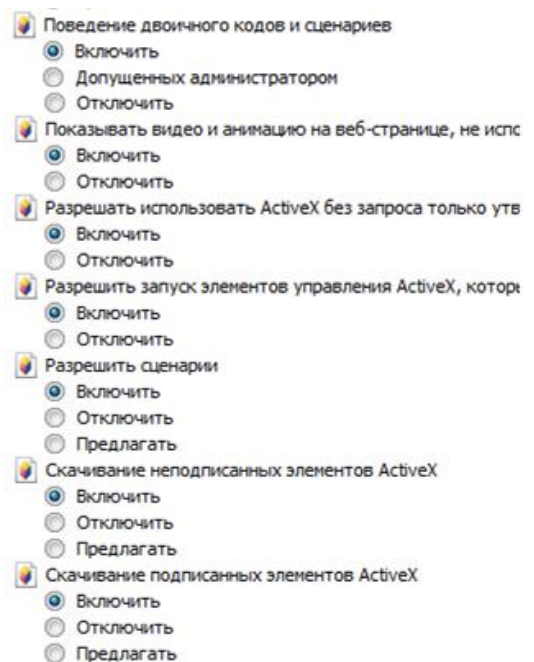 Поведение двоичного кодов и сценариев
Включить
Допущенных администратором
Отключить
Показывать видео и анимацию на веб-странице, не испо
Включить
Отключить
Разрешать использовать ActiveX без запроса только утв
Включить
Отключить
Разрешить запуск элементов управления ActiveX, которы
Включить
Отключить
Разрешить сценарии
Включить
Отключить
Предлагать
Скачивание неподписанных элементов ActiveX
Включить
Отключить
Предлагать
Скачивание подписанных элементов ActiveX
Включить
Отключить
Предлагать